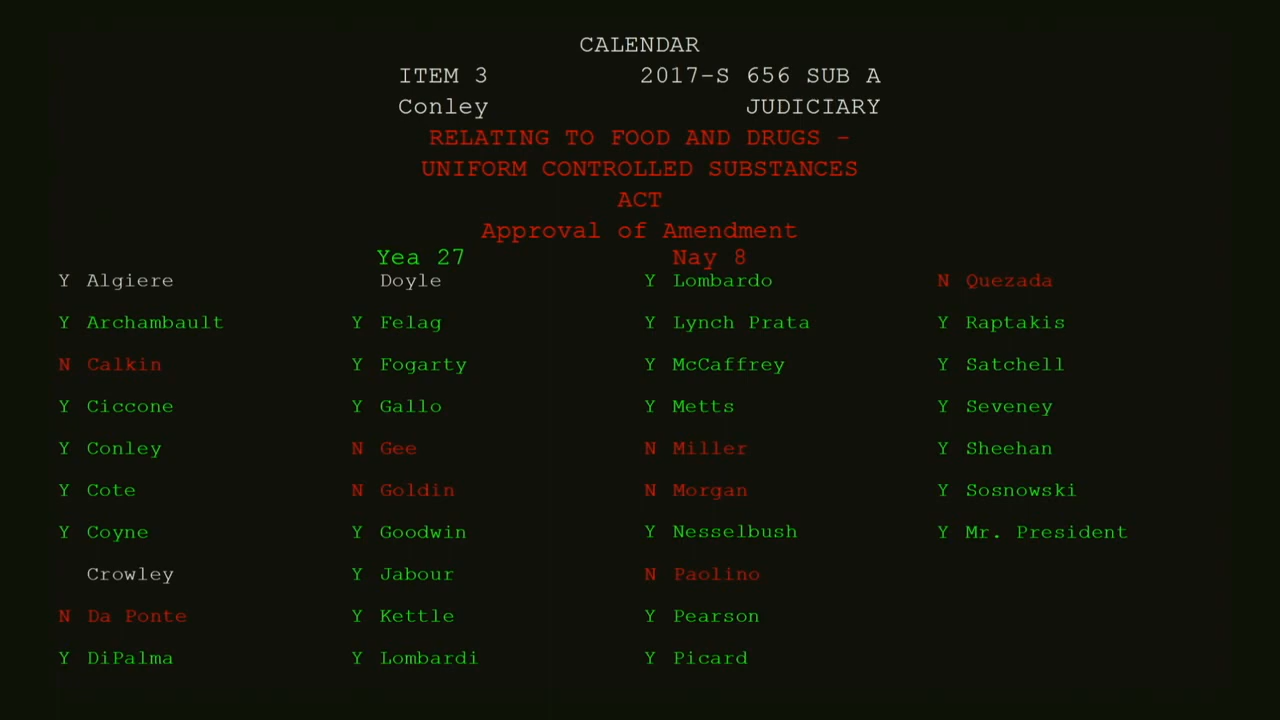 CALENDAR
ITEM 3 2017-S 656 SUB A
Conley JUDICIARY
RELATING TO FOOD AND DRUGS -
UNIFORM CONTROLLED SUBSTANCES
ACT
Approval of Amendment
Yea 27 Nay 8
Y Algiere Doyle Y Lombardo N Quezada
Y Archambault Y Felag Y Lynch Prata Y Raptakis
N Calkin Y Fogarty Y McCaffrey Y Satchell
Y Ciccone Y Gallo Y Metts Y Seveney
Y Conley N Gee N Miller Y Sheehan
Y Cote N Goldin N Morgan Y Sosnowski
Y Coyne Y Goodwin Y Nesselbush Y Mr. President
Crowley Y Jabour N Paolino
N Da Ponte Y Kettle Y Pearson
Y DiPalma Y Lombardi Y Picard